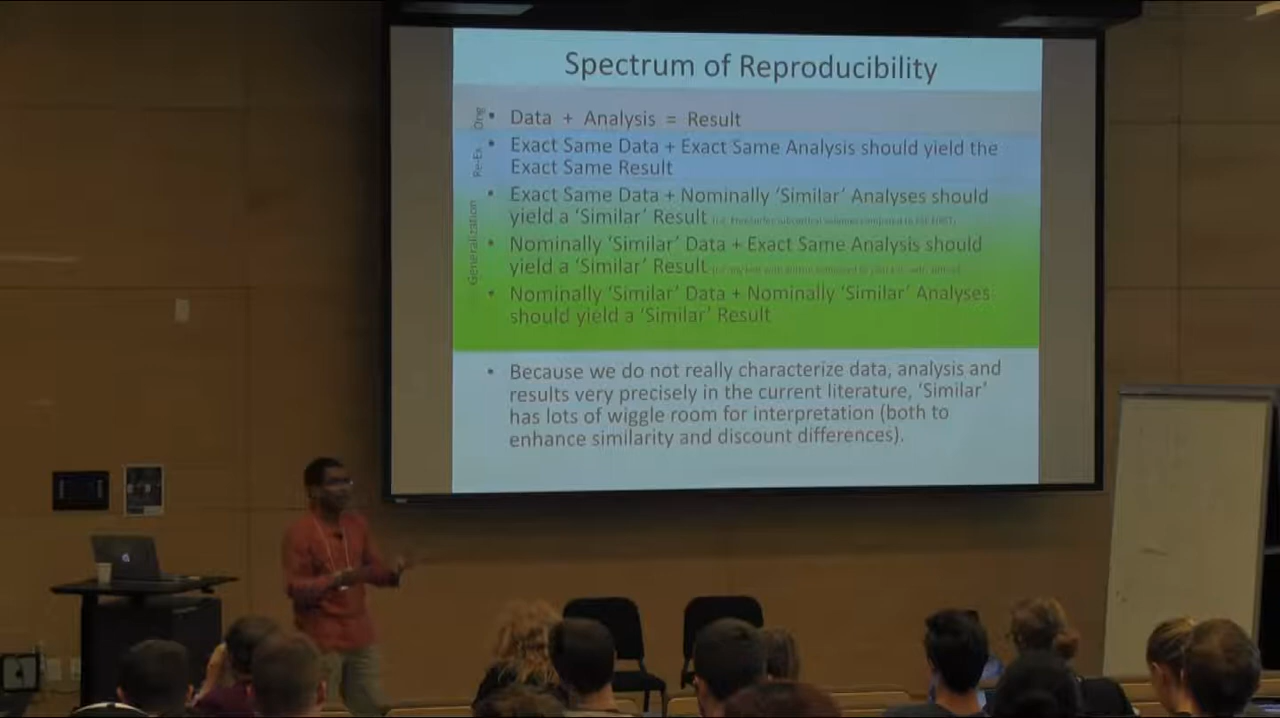 Spectrum of Reproducibility
Orig
• Data + Analysis = Result
Re-Ex
• Exact Same Data + Exact Same Analysis should yield the
Exact Same Result
Generalization
• Exact Same Data + Nominally ‘Similar’ Analyses should
yield a ‘Similar’ Result
• Nominally ‘Similar’ Data + Exact Same Analysis should
yield a ‘Similar’ Result
• Nominally ‘Similar’ Data + Nominally ‘Similar’ Analyses
should yield a ‘Similar’ Result
• Because we do not really characterize data, analysis and
results very precisely in the current literature, ‘Similar’
has lots of wiggle room for interpretation (both to
enhance similarity and discount differences).